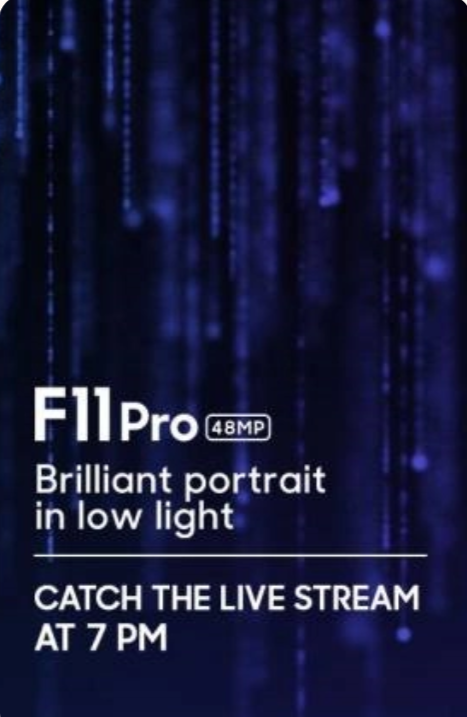 F11 Pro 48MP
Brilliant portrait
in low light
CATCH THE LIVE STREAM
AT 7 PM